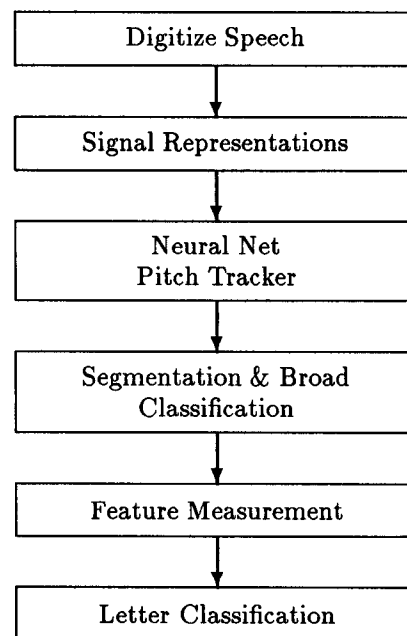 Digitize Speech
Signal Representations
Neural Net
Pitch Tracker
Segmentation & Broad
Classification
Feature Measurement
Letter Classification